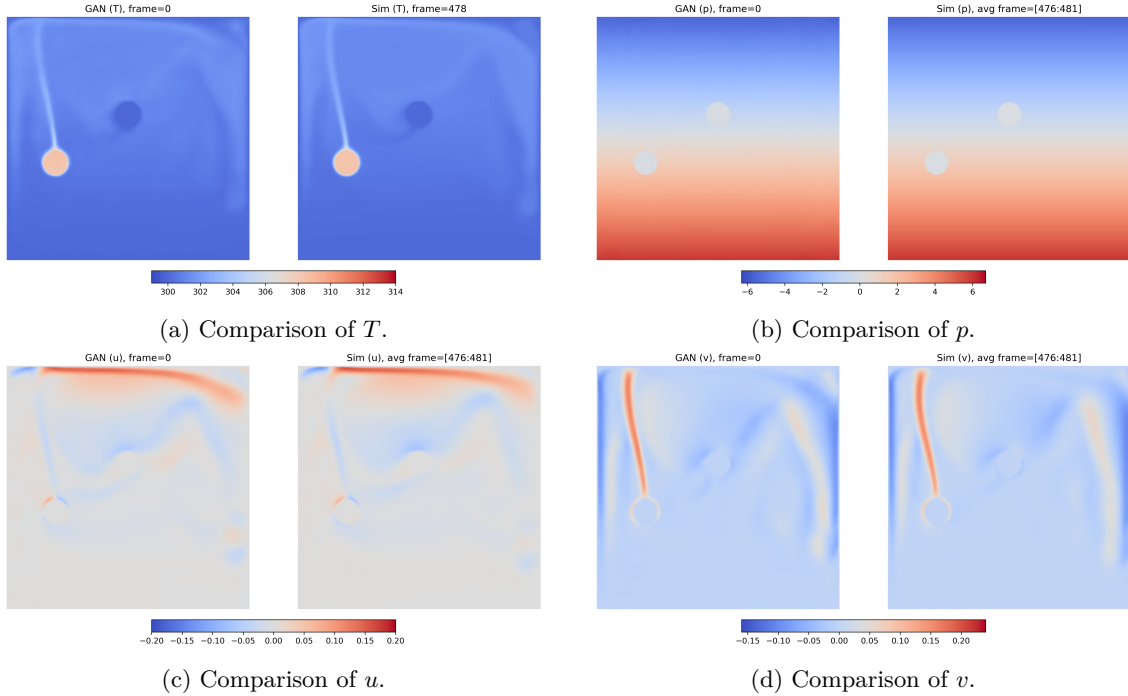 GAN (T), frame=0
Sim (T), frame=478
GAN (p), frame=0
Sim (p), avg frame=[476:481]
300 302 304 306 308 310 312 314
−6 −4 −2 0 2 4 6
(a) Comparison of T.
(b) Comparison of p.
GAN (u), frame=0
Sim (u), avg frame=[476:481]
GAN (v), frame=0
Sim (v), avg frame=[476:481]
−0.20 −0.15 −0.10 −0.05 0.00 0.05 0.10 0.15 0.20
−0.15 −0.10 −0.05 0.00 0.05 0.10 0.15 0.20
(c) Comparison of u.
(d) Comparison of v.